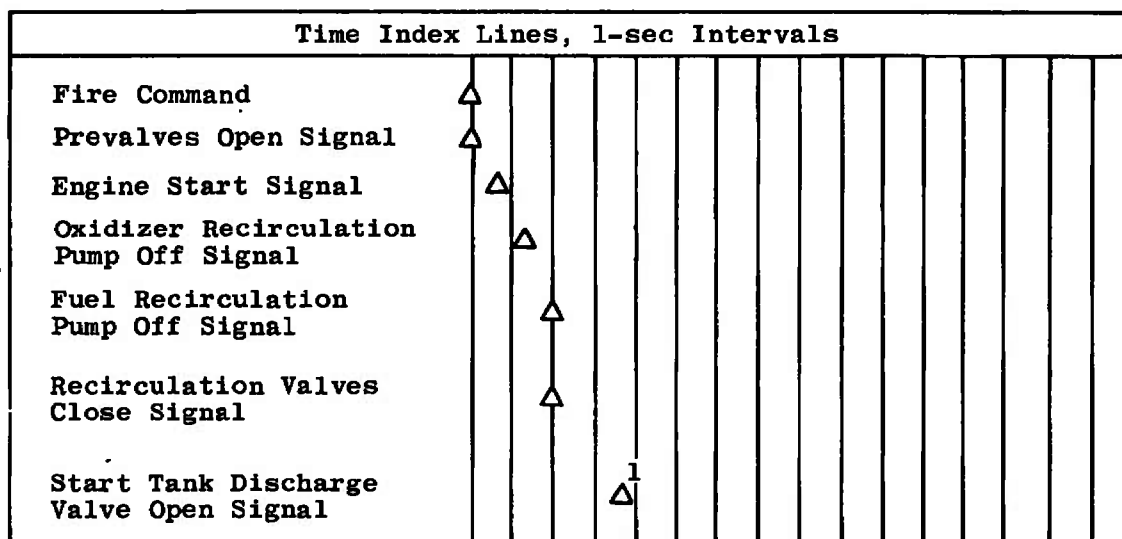 Time Index Lines, 1-sec Intervals
Fire Command
Prevalves Open Signal
Engine Start Signal
Oxidizer Recirculation
Pump Off Signal
Fuel Recirculation
Pump Off Signal
Recirculation Valves
Close Signal
1
Start Tank Discharge
Valve Open Signal